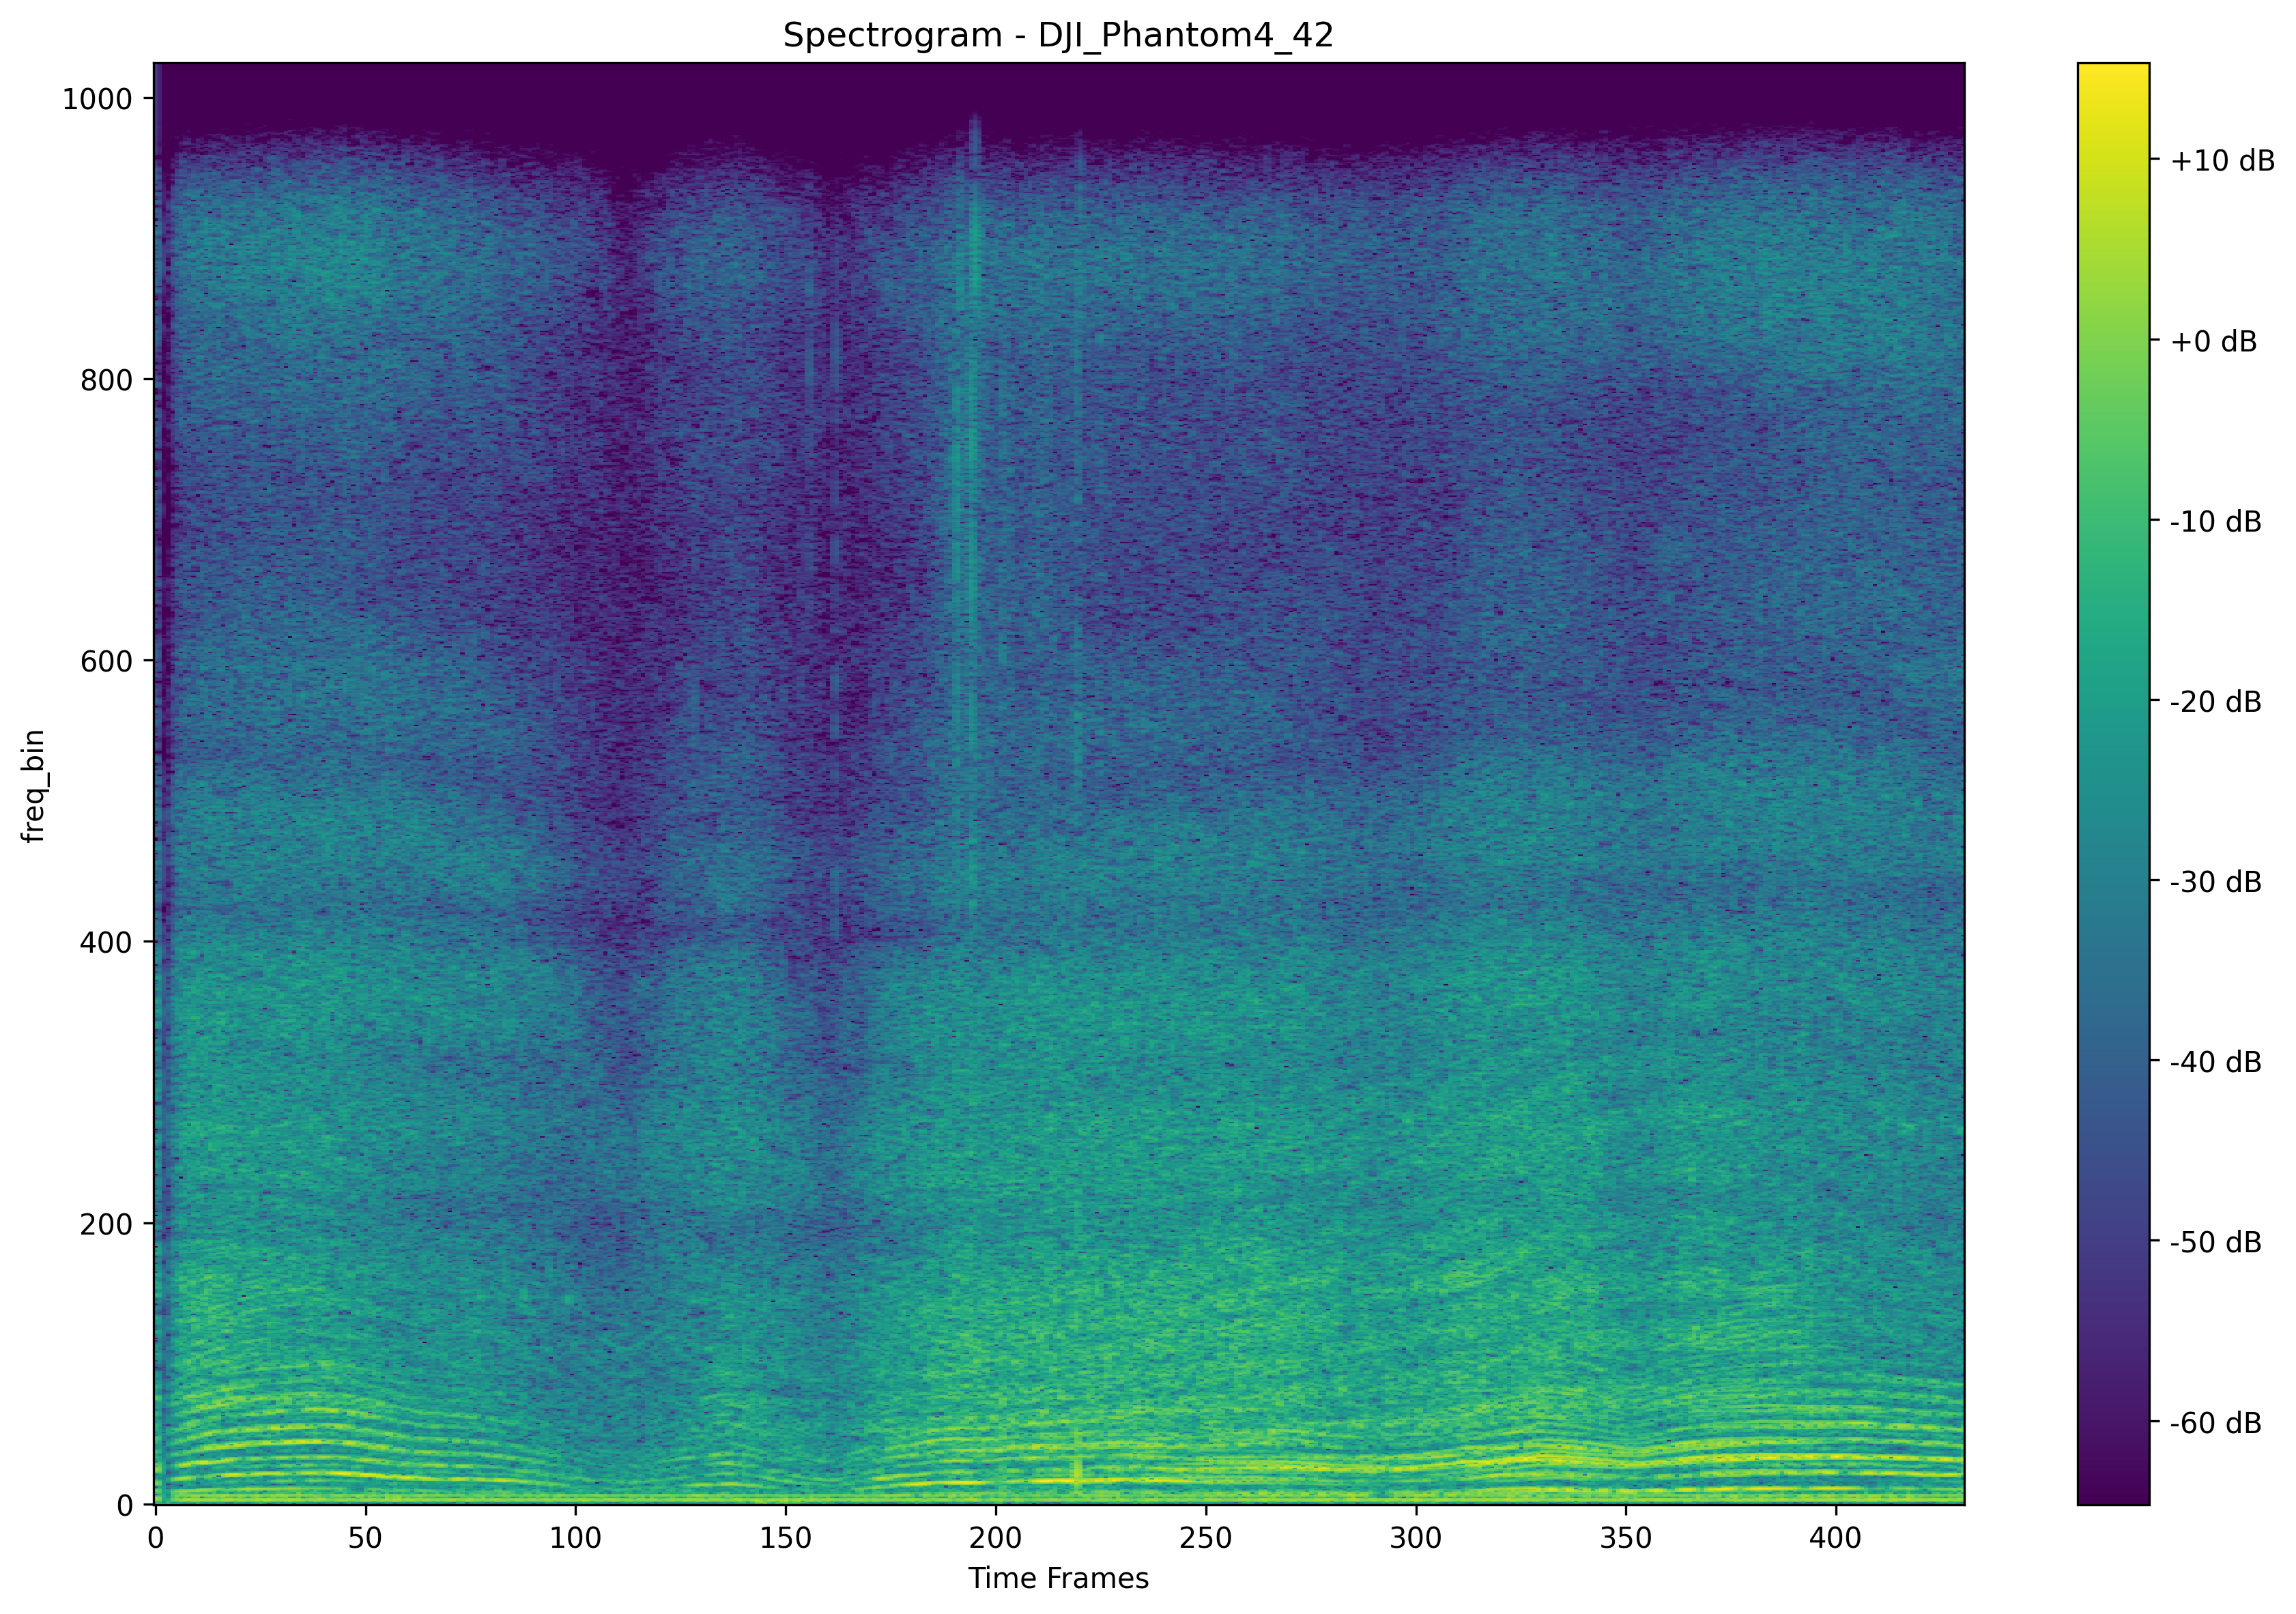 Spectrogram - DJI_Phantom4_42
1000
800
600
400
200
0
freq_bin
0 50 100 150 200 250 300 350 400
Time Frames
+10 dB
+0 dB
-10 dB
-20 dB
-30 dB
-40 dB
-50 dB
-60 dB